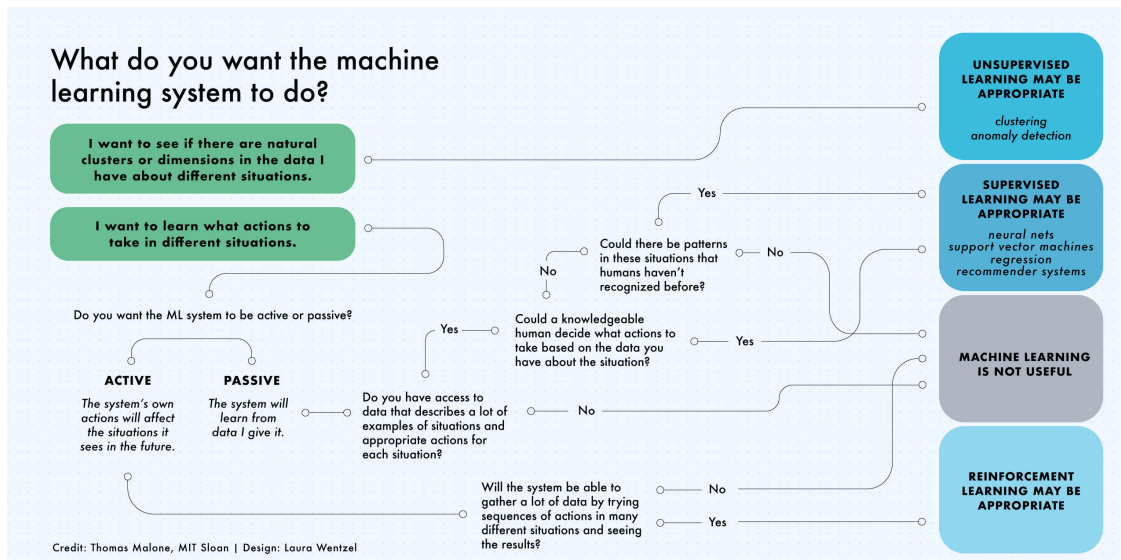 What do you want the machine
learning system to do?
I want to see if there are natural
clusters or dimensions in the data I
have about different situations.
I want to learn what actions to
take in different situations.
Do you want the ML system to be active or passive?
ACTIVE
The system's own
actions will affect
the situations it
sees in the future.
PASSIVE
The system will
learn from
data I give it.
Do you have access to
data that describes a lot of
examples of situations and
appropriate actions for
each situation?
Yes
No
Could a knowledgeable
human decide what actions to
take based on the data you
have about the situation?
No
Yes
Could there be patterns
in these situations that
humans haven't
recognized before?
Yes
No
Will the system be able to
gather a lot of data by trying
sequences of actions in many
different situations and seeing
the results?
No
Yes
UNSUPERVISED
LEARNING MAY BE
APPROPRIATE
clustering
anomaly detection
SUPERVISED
LEARNING MAY BE
APPROPRIATE
neural nets
support vector machines
regression
recommender systems
MACHINE LEARNING
IS NOT USEFUL
REINFORCEMENT
LEARNING MAY BE
APPROPRIATE
Credit: Thomas Malone, MIT Sloan | Design: Laura Wentzel